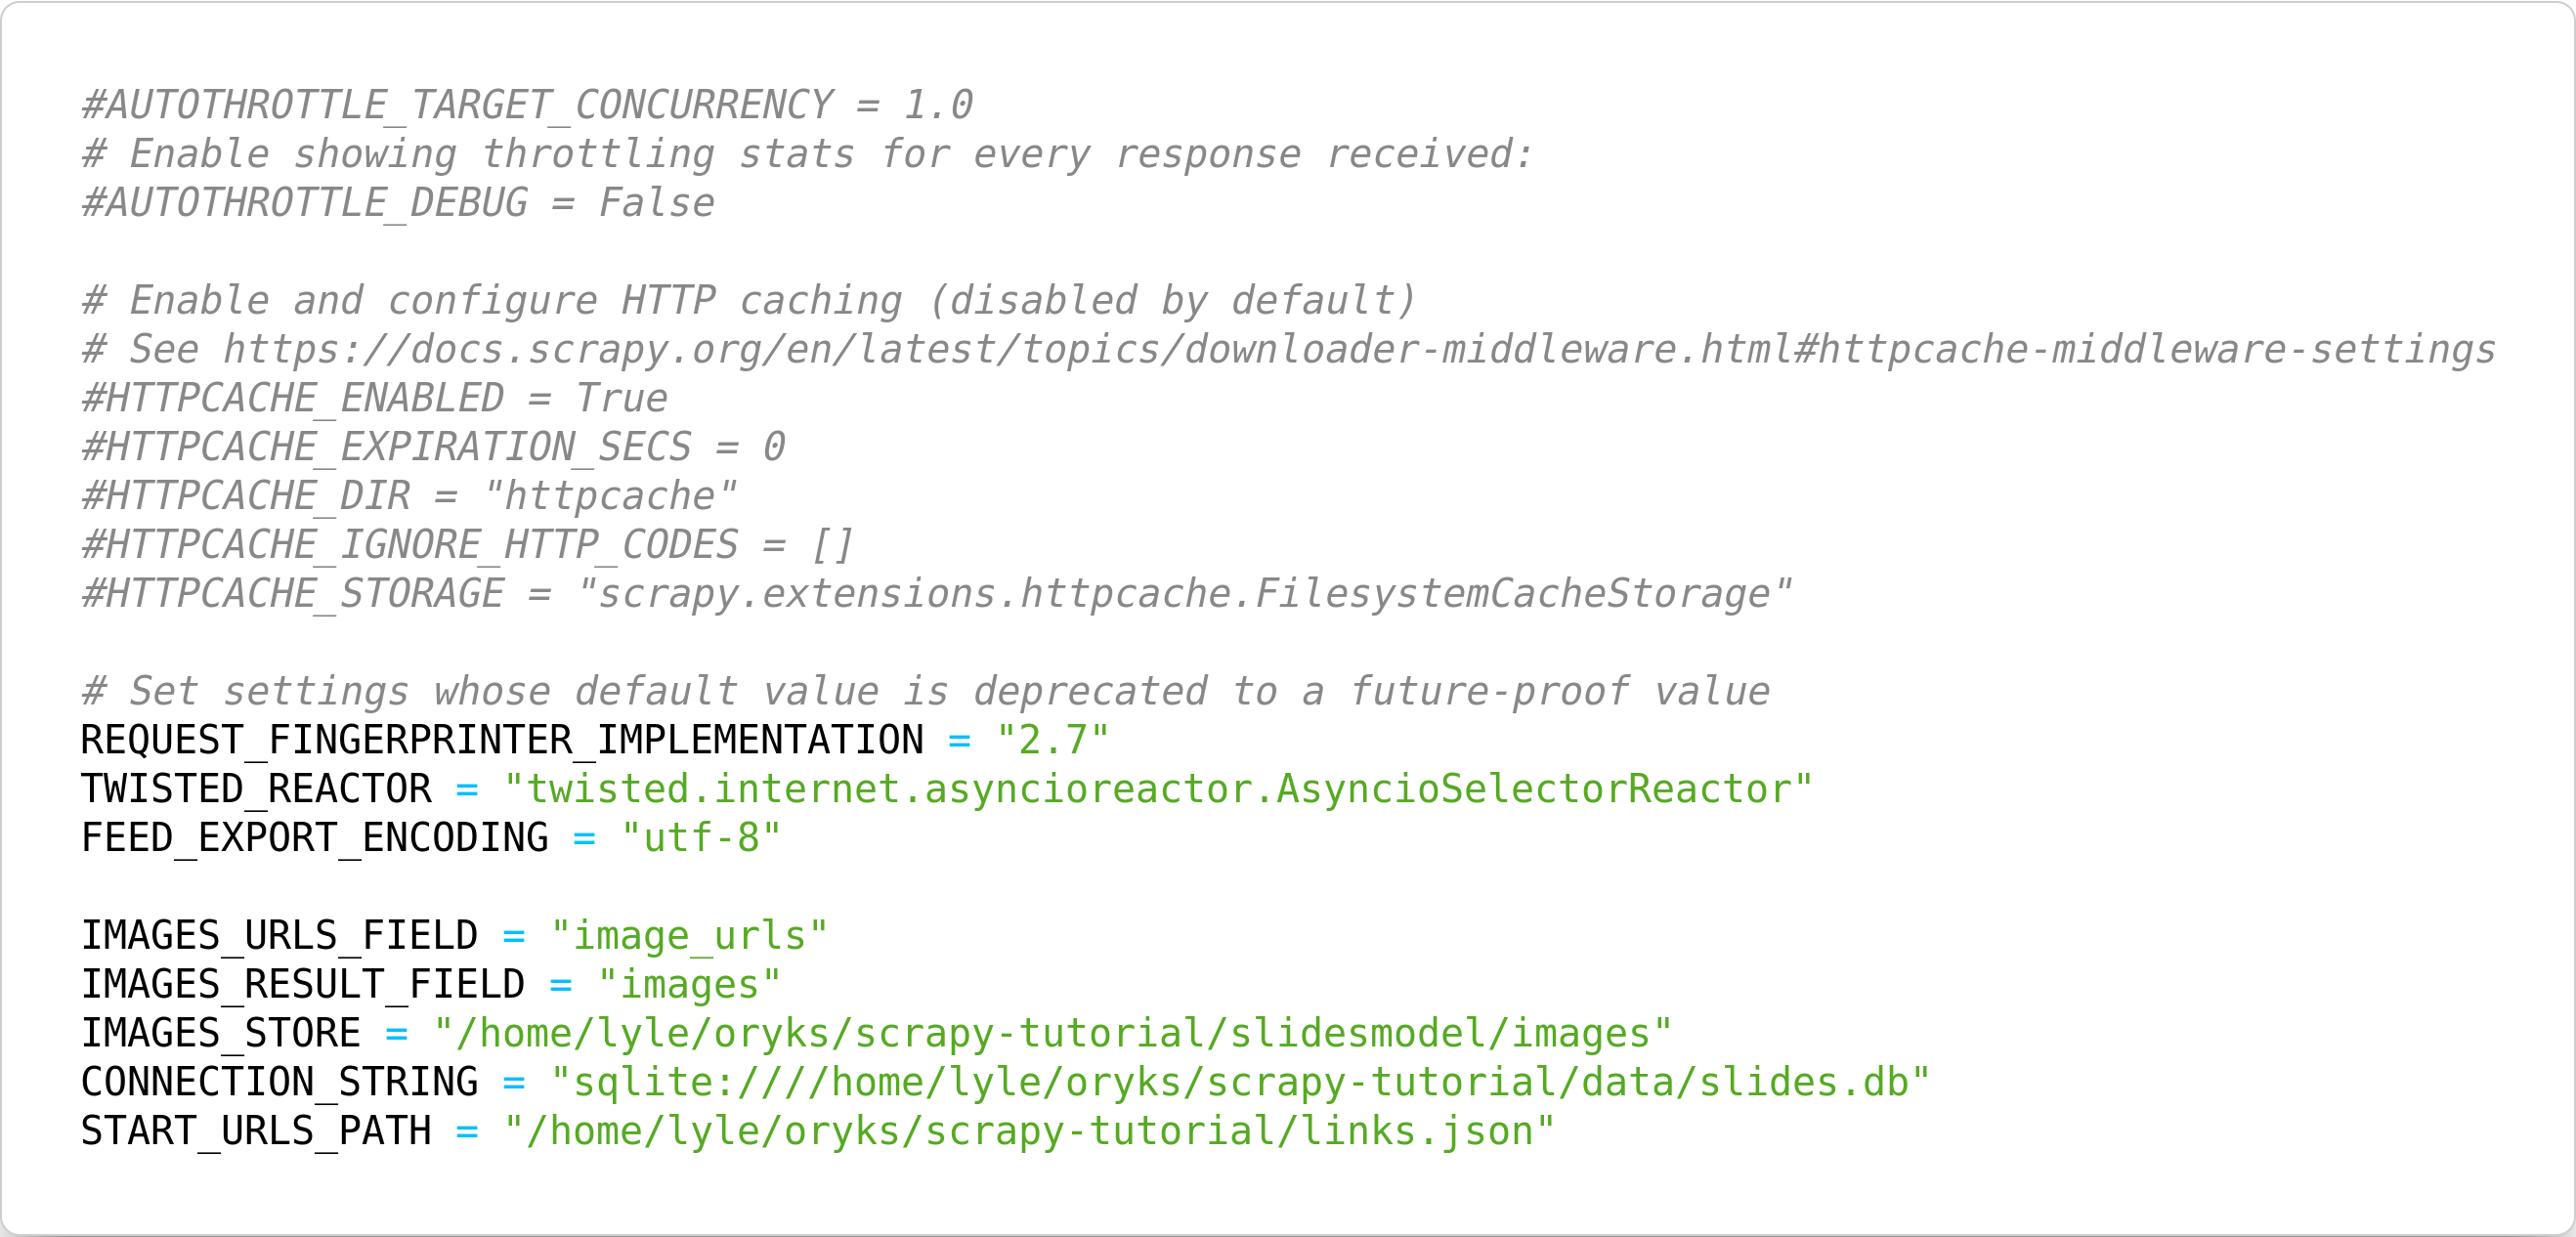 #AUTOTHROTTLE_TARGET_CONCURRENCY = 1.0
# Enable showing throttling stats for every response received:
#AUTOTHROTTLE_DEBUG = False
# Enable and configure HTTP caching (disabled by default)
# See https://docs.scrapy.org/en/latest/topics/downloader-middleware.html#httpcache-middleware-settings
#HTTPCACHE_ENABLED = True
#HTTPCACHE_EXPIRATION_SECS = 0
#HTTPCACHE_DIR = "httpcache"
#HTTPCACHE_IGNORE_HTTP_CODES = []
#HTTPCACHE_STORAGE = "scrapy.extensions.httpcache.FilesystemCacheStorage"
# Set settings whose default value is deprecated to a future-proof value
REQUEST_FINGERPRINTER_IMPLEMENTATION = "2.7"
TWISTED_REACTOR = "twisted.internet.asyncioreactor.AsyncioSelectorReactor"
FEED_EXPORT_ENCODING = "utf-8"
IMAGES_URLS_FIELD = "image_urls"
IMAGES_RESULT_FIELD = "images"
IMAGES_STORE = "/home/lyle/oryks/scrapy-tutorial/slidesmodel/images"
CONNECTION_STRING = "sqlite:////home/lyle/oryks/scrapy-tutorial/data/slides.db"
START_URLS_PATH = "/home/lyle/oryks/scrapy-tutorial/links.json"